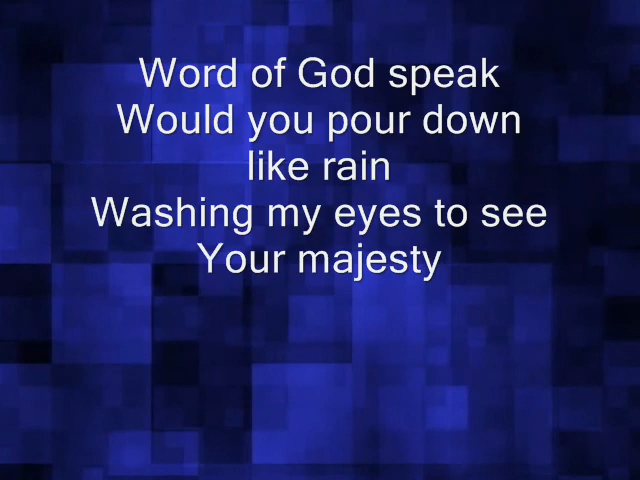 Word of God speak
Would you pour down
like rain
Washing my eyes to see
Your majesty